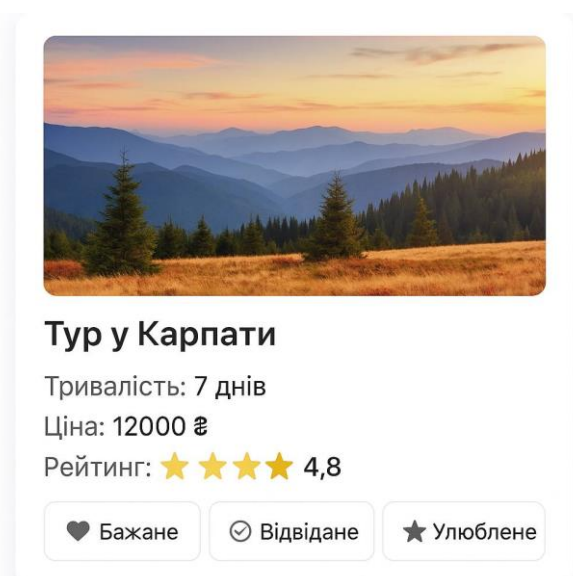 Тур у Карпати
Тривалість: 7 днів
Ціна: 12000 ₴
Рейтинг: 4,8
Бажане Відвідане Улюблене